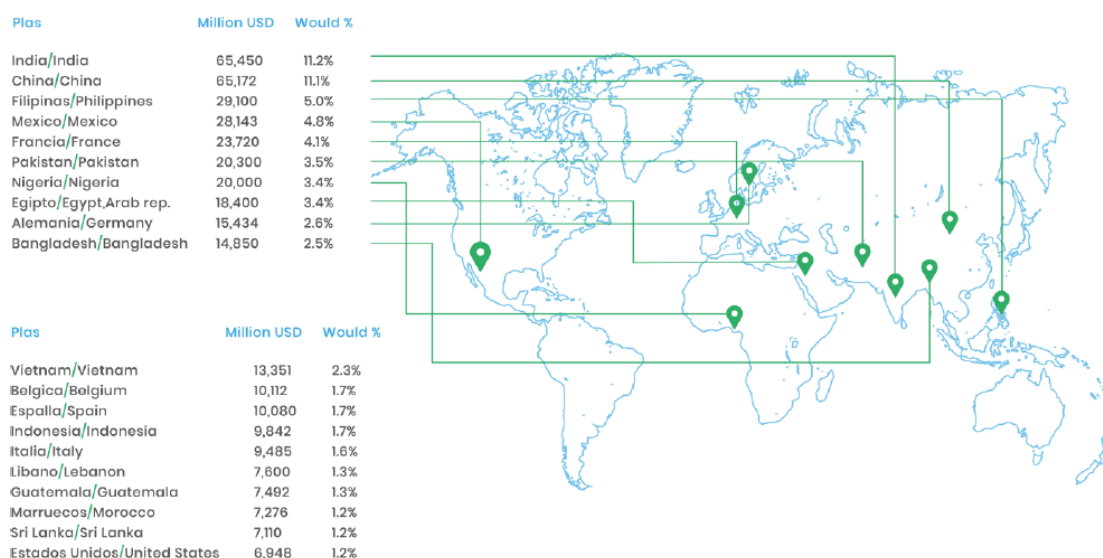 Plas Million USD Would %
India/India 65,450 11.2%
China/China 65,172 11.1%
Filipinas/Philippines 29,100 5.0%
Mexico/Mexico 28,143 4.8%
Francia/France 23,720 4.1%
Pakistan/Pakistan 20,300 3.5%
Nigeria/Nigeria 20,000 3.4%
Egipto/Egypt,Arab rep. 18,400 3.4%
Alemania/Germany 15,434 2.6%
Bangladesh/Bangladesh 14,850 2.5%
Plas Million USD Would %
Vietnam/Vietnam 13,351 2.3%
Belgica/Belgium 10,112 1.7%
Espalla/Spain 10,080 1.7%
Indonesia/Indonesia 9,842 1.7%
Italia/Italy 9,485 1.6%
Libano/Lebanon 7,600 1.3%
Guatemala/Guatemala 7,492 1.3%
Marruecos/Morocco 7,276 1.2%
Sri Lanka/Sri Lanka 7,110 1.2%
Estados Unidos/United States 6,948 1.2%